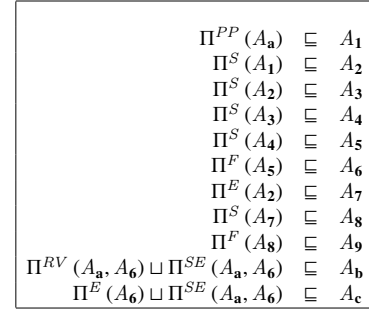 Π^{PP} (A_a) ⊑ A_1
Π^S (A_1) ⊑ A_2
Π^S (A_2) ⊑ A_3
Π^S (A_3) ⊑ A_4
Π^S (A_4) ⊑ A_5
Π^F (A_5) ⊑ A_6
Π^E (A_2) ⊑ A_7
Π^S (A_7) ⊑ A_8
Π^F (A_8) ⊑ A_9
Π^{RV} (A_a, A_6) ⊔ Π^{SE} (A_a, A_6) ⊑ A_b
Π^E (A_6) ⊔ Π^{SE} (A_a, A_6) ⊑ A_c